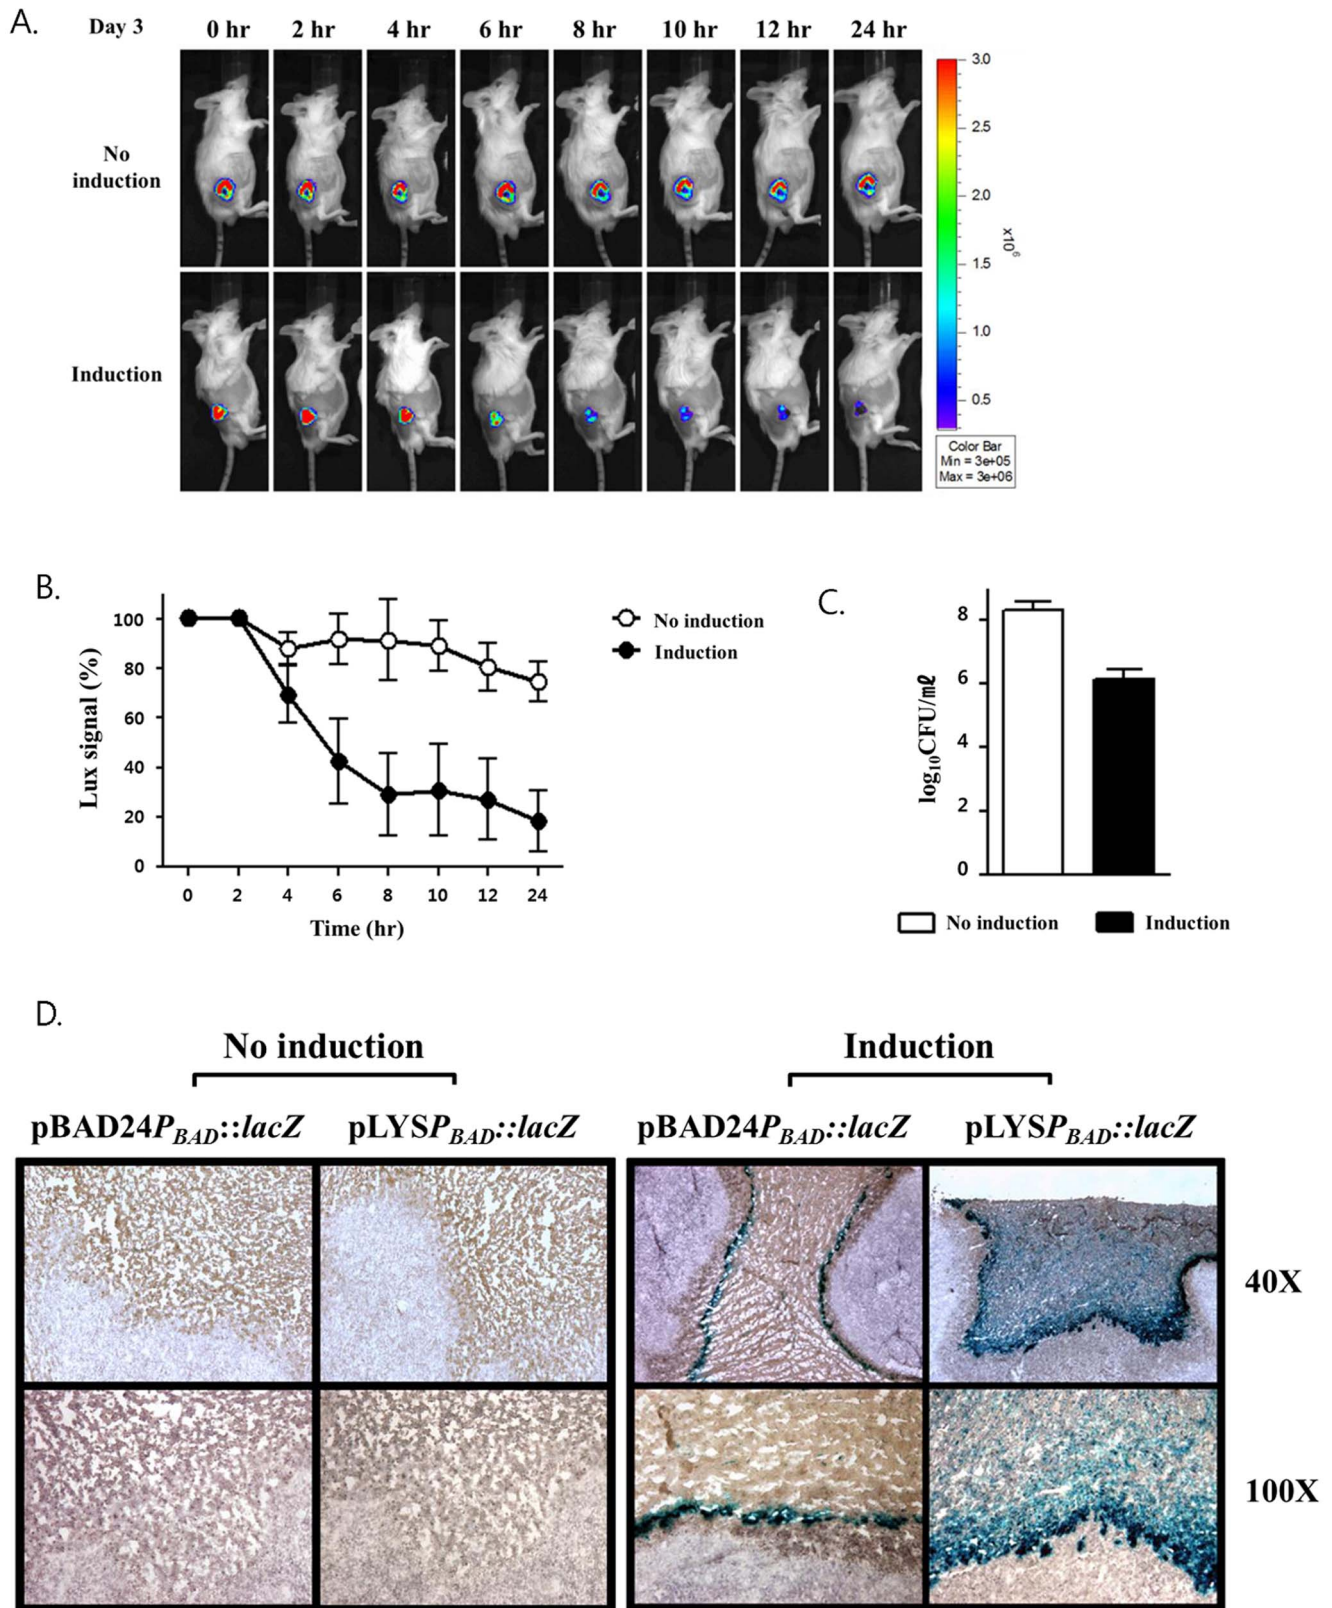 A.
Day 3 0 hr 2 hr 4 hr 6 hr 8 hr 10 hr 12 hr 24 hr
No
induction
Induction
3.0
2.5
2.0
1.5
1.0
0.5
x10⁶
Color Bar
Min = 3e+05
Max = 3e+06
B.
Lux signal (%)
100
80
60
40
20
0
0 2 4 6 8 10 12 24
Time (hr)
No induction
Induction
C.
log₁₀CFU/㎖
8
6
4
2
0
No induction Induction
D.
No induction Induction
pBAD24P_BAD::lacZ pLYSP_BAD::lacZ pBAD24P_BAD::lacZ pLYSP_BAD::lacZ
40X
100X